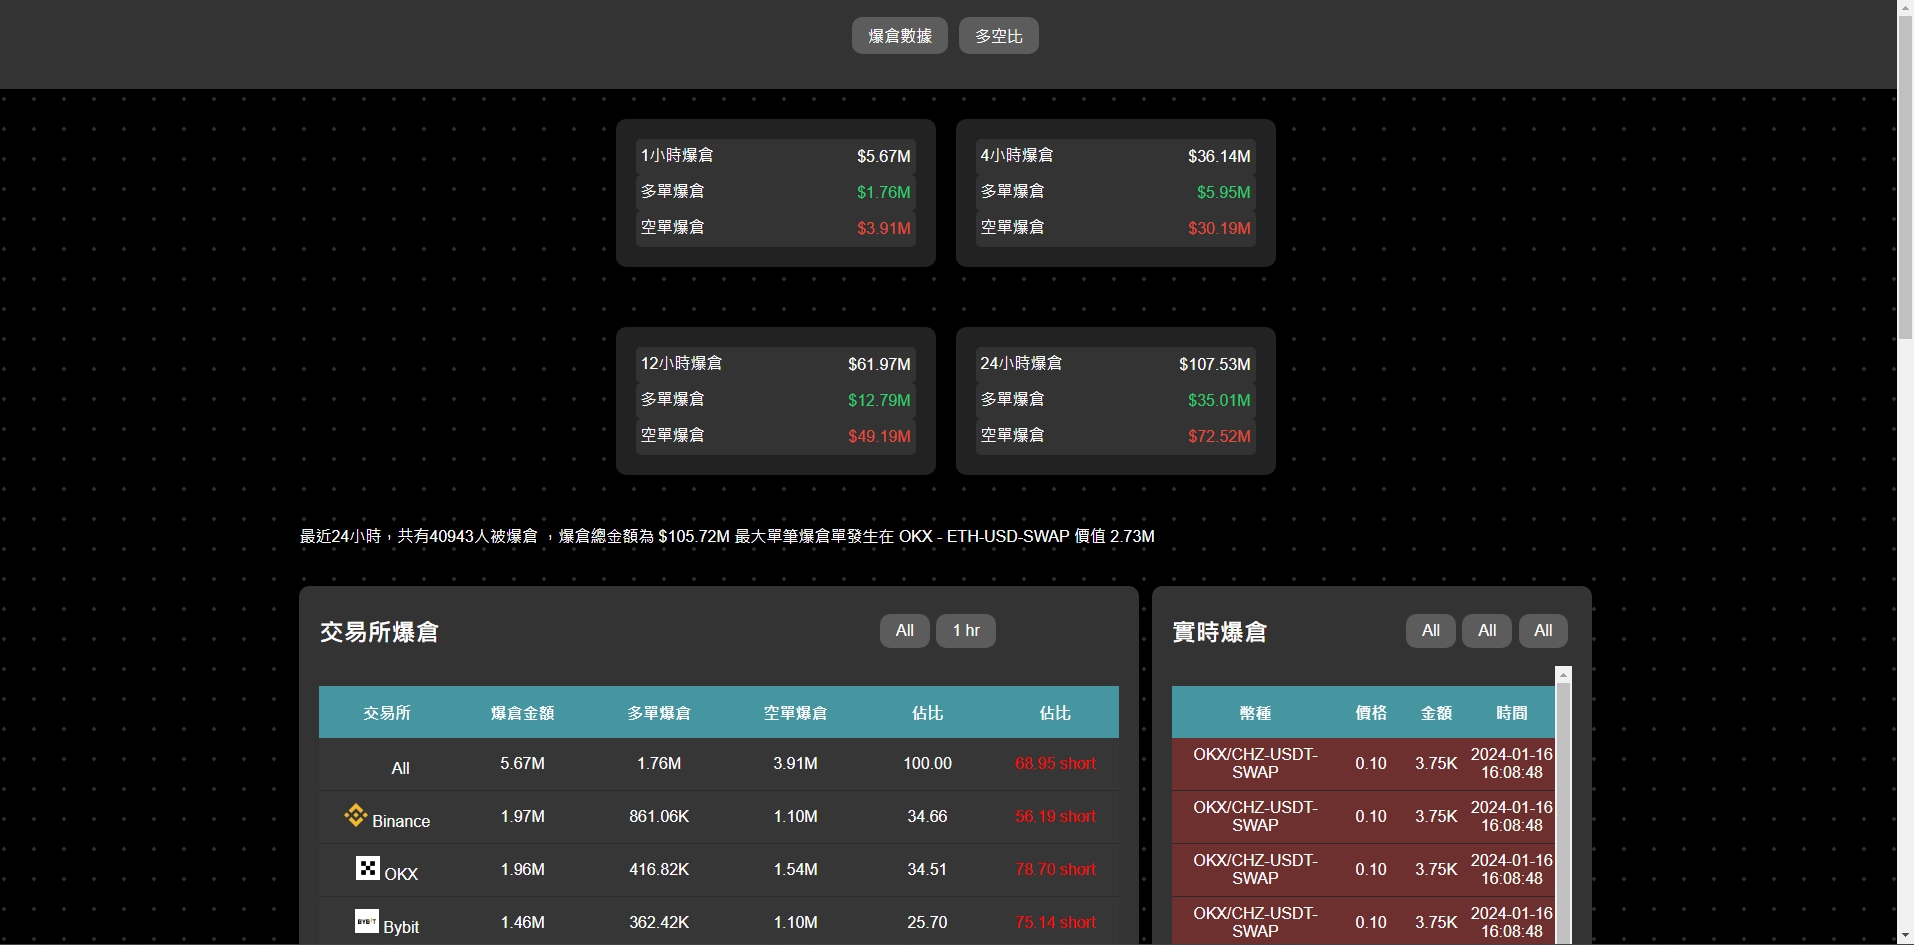 爆倉數據 多空比
1小時爆倉 $5.67M
多單爆倉 $1.76M
空單爆倉 $3.91M
4小時爆倉 $36.14M
多單爆倉 $5.95M
空單爆倉 $30.19M
12小時爆倉 $61.97M
多單爆倉 $12.79M
空單爆倉 $49.19M
24小時爆倉 $107.53M
多單爆倉 $35.01M
空單爆倉 $72.52M
最近24小時，共有40943人被爆倉 ，爆倉總金額為 $105.72M 最大單筆爆倉單發生在 OKX - ETH-USD-SWAP 價值 2.73M
交易所爆倉 All 1 hr
交易所 爆倉金額 多單爆倉 空單爆倉 佔比 佔比
All 5.67M 1.76M 3.91M 100.00 68.95 short
Binance 1.97M 861.06K 1.10M 34.66 56.19 short
OKX 1.96M 416.82K 1.54M 34.51 78.70 short
BYBIT Bybit 1.46M 362.42K 1.10M 25.70 75.14 short
實時爆倉 All All All
幣種 價格 金額 時間
OKX/CHZ-USDT- 0.10 3.75K 2024-01-16
SWAP 16:08:48
OKX/CHZ-USDT- 0.10 3.75K 2024-01-16
SWAP 16:08:48
OKX/CHZ-USDT- 0.10 3.75K 2024-01-16
SWAP 16:08:48
OKX/CHZ-USDT- 0.10 3.75K 2024-01-16
SWAP 16:08:48